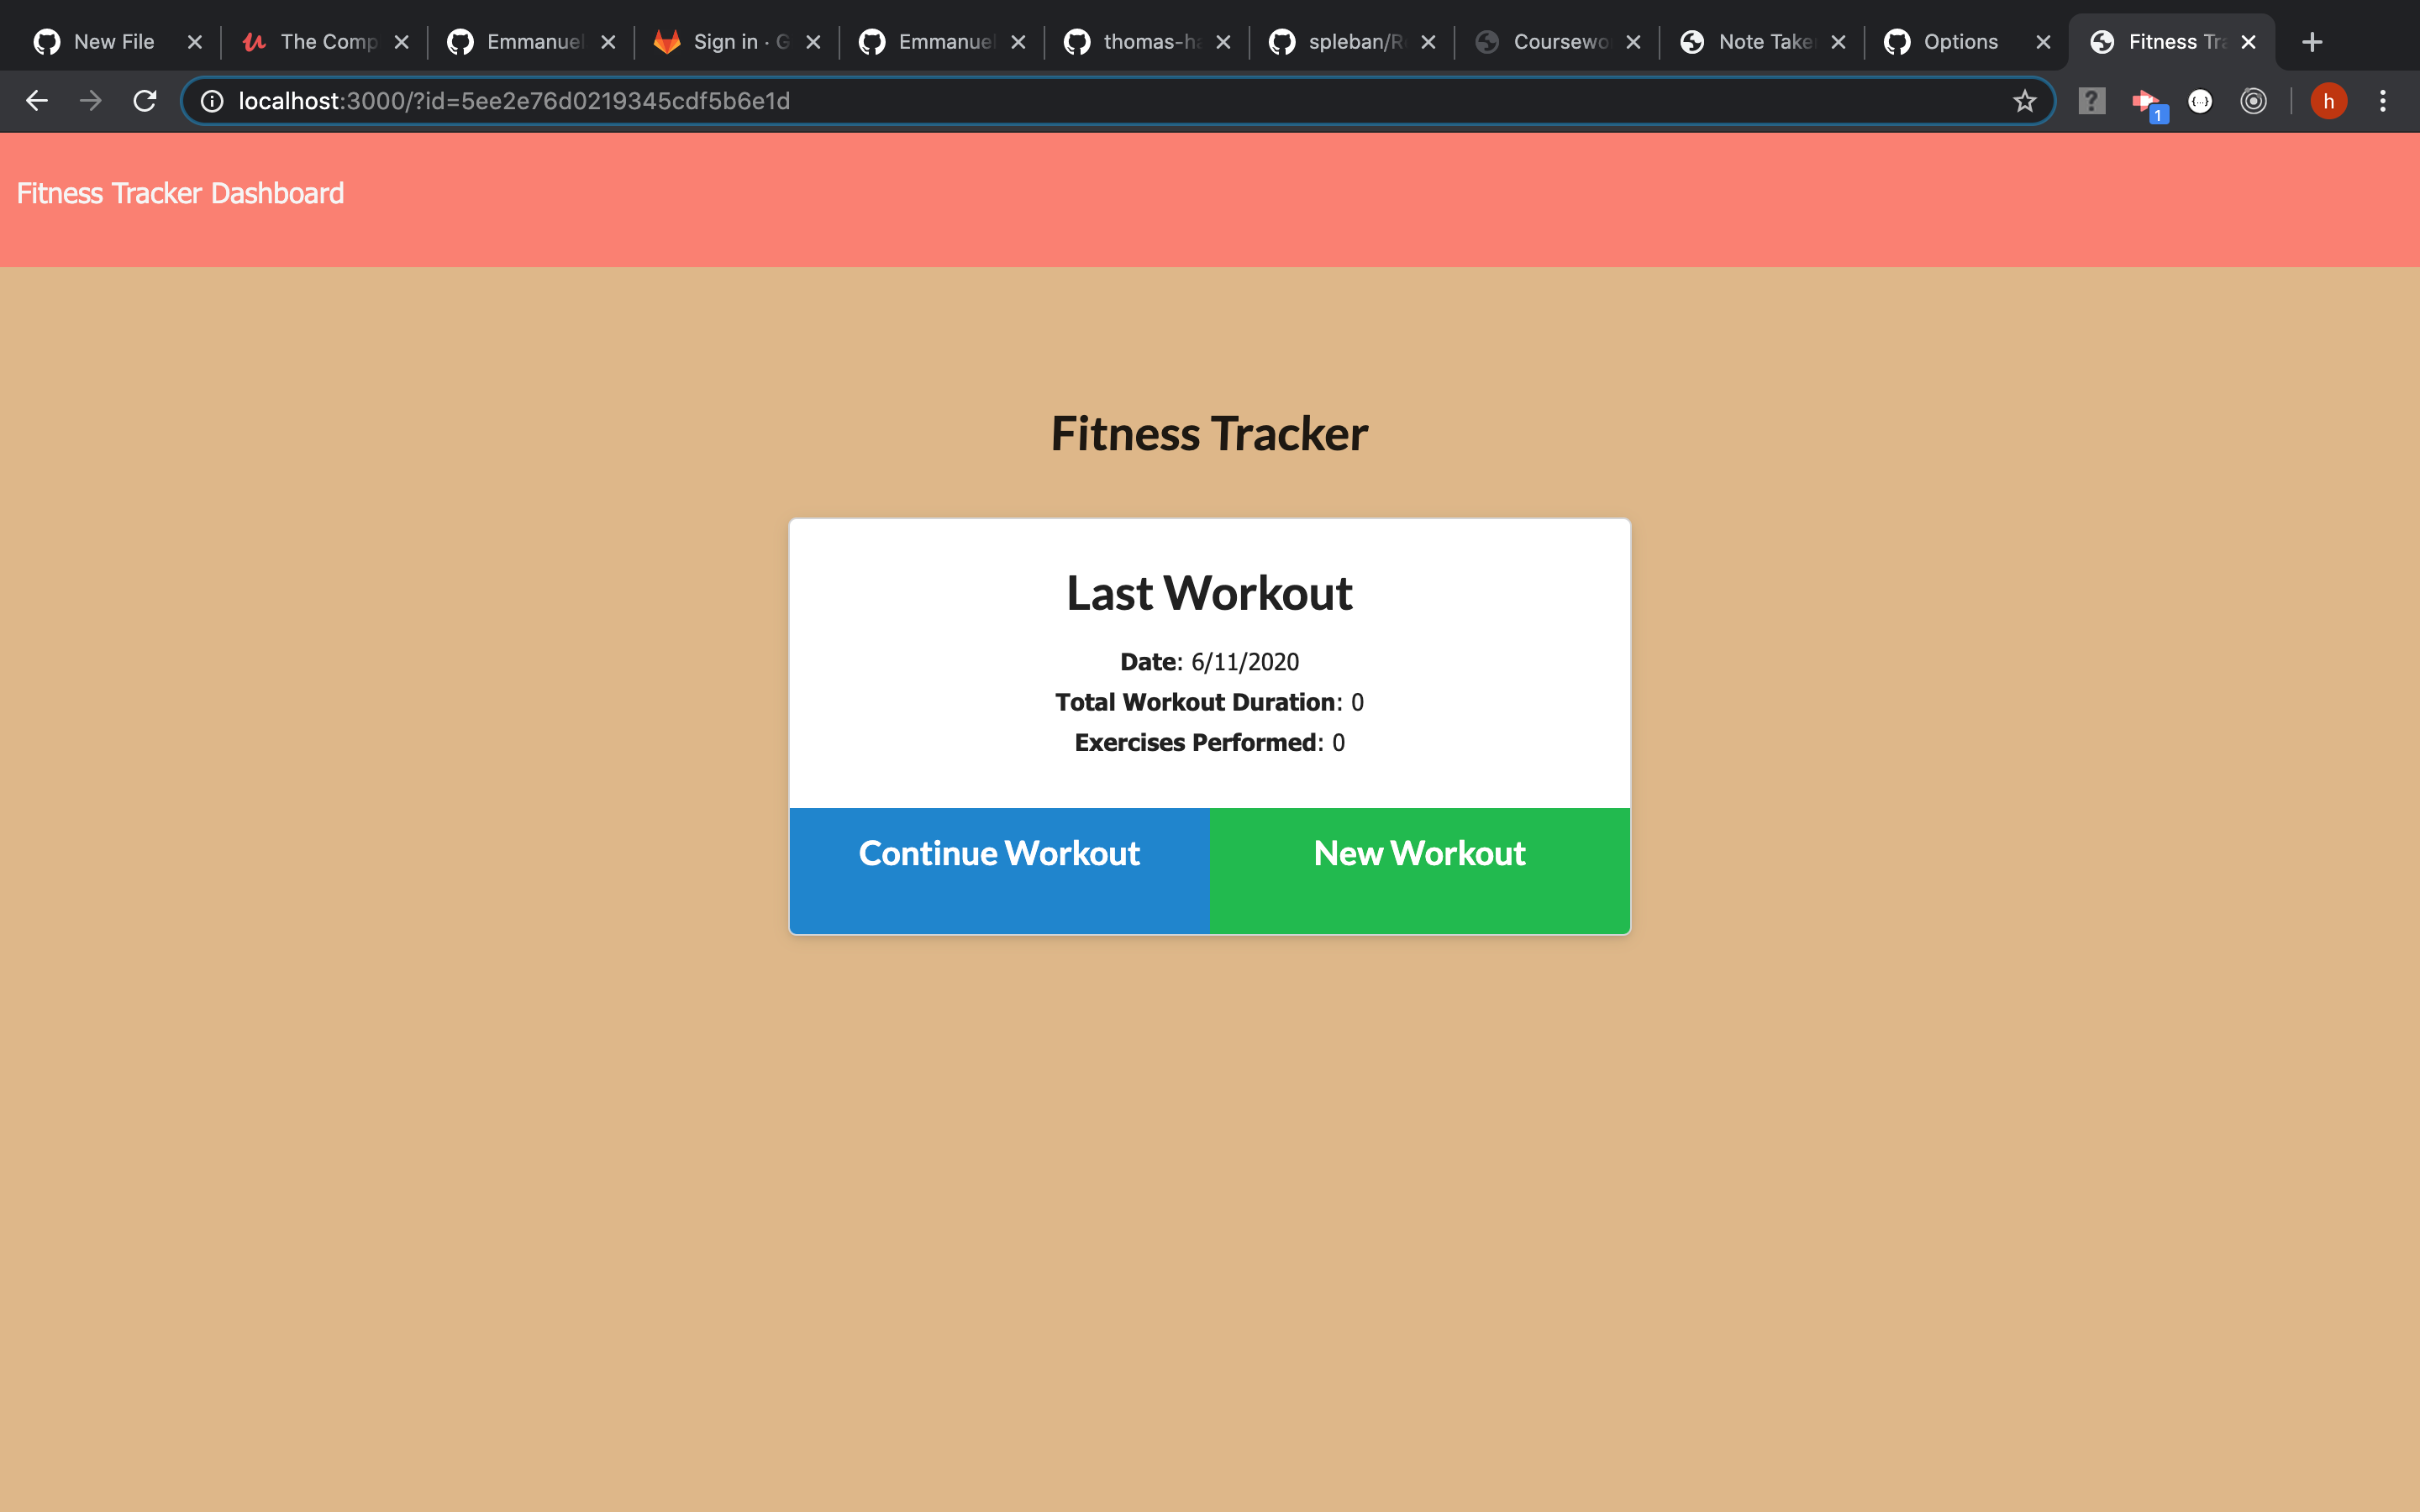 New File The Comp Emmanuel Sign in · G Emmanuel thomas-ha spleban/R Coursewo Note Take Options Fitness Tra
localhost:3000/?id=5ee2e76d0219345cdf5b6e1d 1 h
Fitness Tracker Dashboard
Fitness Tracker
Last Workout
Date: 6/11/2020
Total Workout Duration: 0
Exercises Performed: 0
Continue Workout New Workout